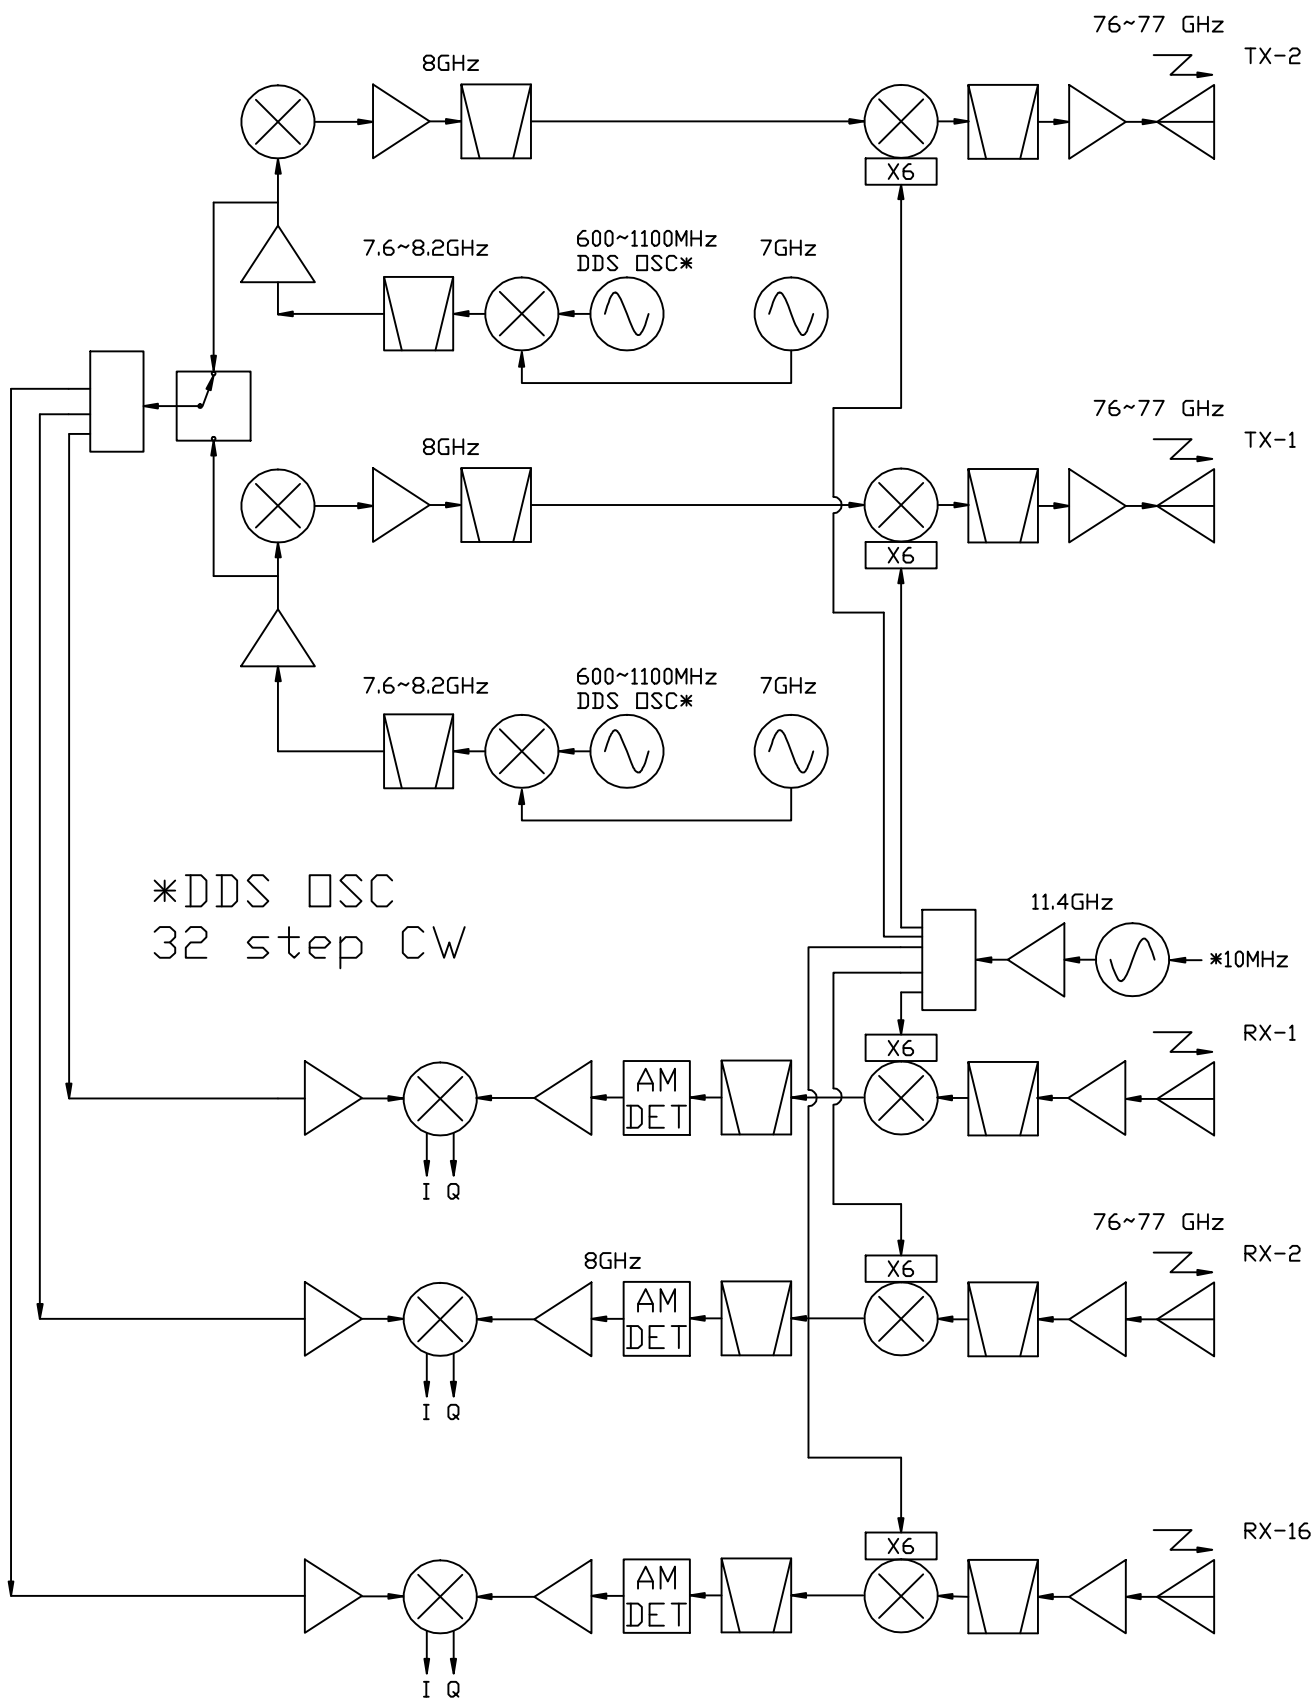 76~77 GHz
TX-2
8GHz
X6
7.6~8.2GHz
600~1100MHz
DDS OSC*
7GHz
76~77 GHz
TX-1
8GHz
X6
7.6~8.2GHz
600~1100MHz
DDS OSC*
7GHz
*DDS OSC
32 step CW
11.4GHz
*10MHz
RX-1
X6
AM
DET
I Q
76~77 GHz
RX-2
8GHz
X6
AM
DET
I Q
RX-16
X6
AM
DET
I Q